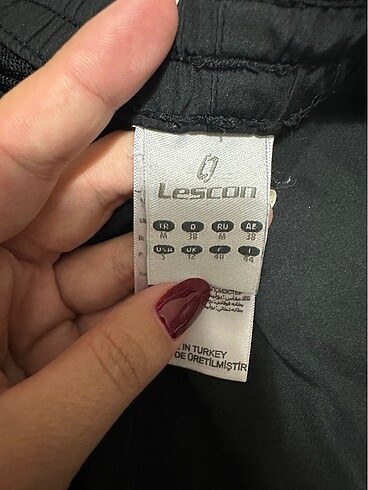 Lescon
TR D RU AE
M 38 M 38
USA UK F I
S 12 40 44
IN TURKEY
DE ÜRETİLMİŞTİR